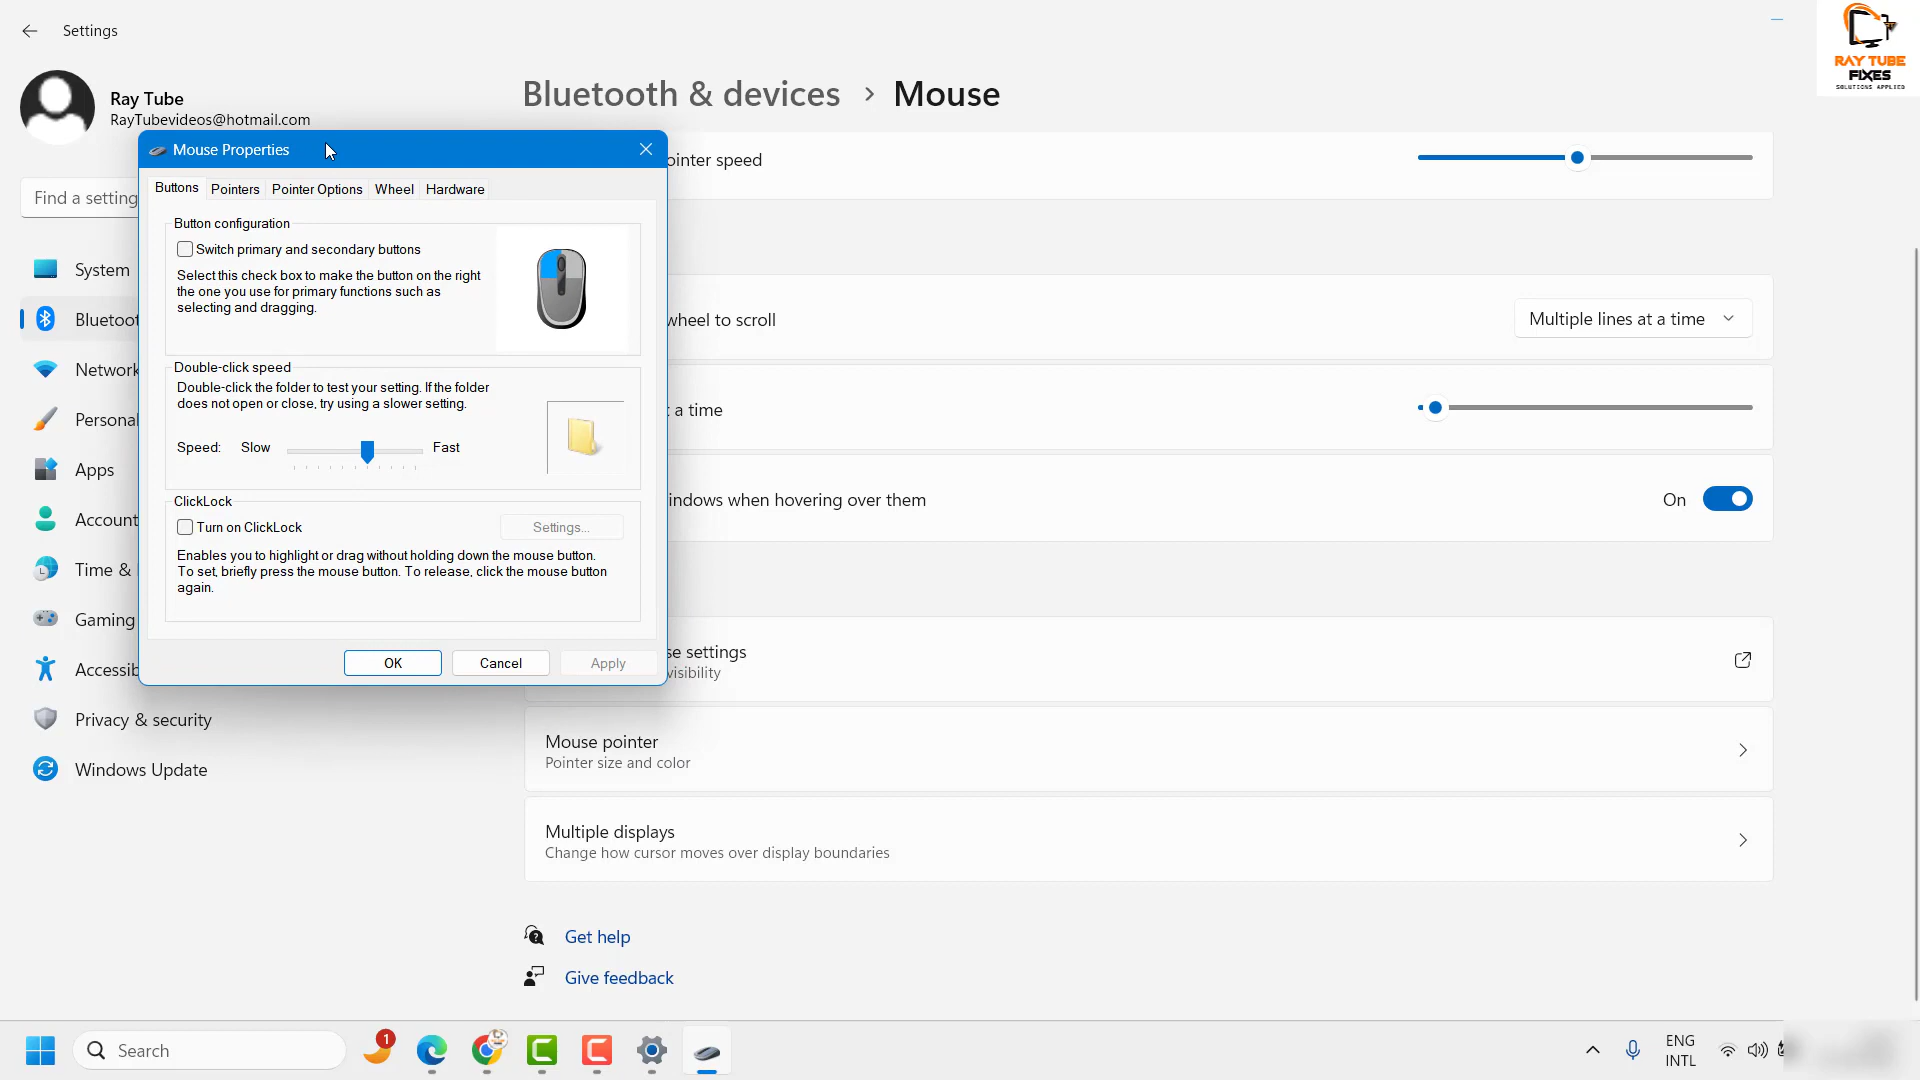 Settings
RAY TUBE
FIXES
SOLUTIONS APPLIED
Ray Tube
RayTubevideos@hotmail.com
Bluetooth & devices > Mouse
Find a setting
System
Bluetoot
Network
Personal
Apps
Account
Time &
Gaming
Accessib
Privacy & security
Windows Update
Mouse Properties
Buttons Pointers Pointer Options Wheel Hardware
Button configuration
Switch primary and secondary buttons
Select this check box to make the button on the right
the one you use for primary functions such as
selecting and dragging.
Double-click speed
Double-click the folder to test your setting. If the folder
does not open or close, try using a slower setting.
Speed: Slow Fast
ClickLock
Turn on ClickLock Settings...
Enables you to highlight or drag without holding down the mouse button.
To set, briefly press the mouse button. To release, click the mouse button
again.
OK Cancel Apply
ointer speed
wheel to scroll Multiple lines at a time
a time
indows when hovering over them On
se settings
visibility
Mouse pointer
Pointer size and color
Multiple displays
Change how cursor moves over display boundaries
Get help
Give feedback
Search
1
ENG
INTL